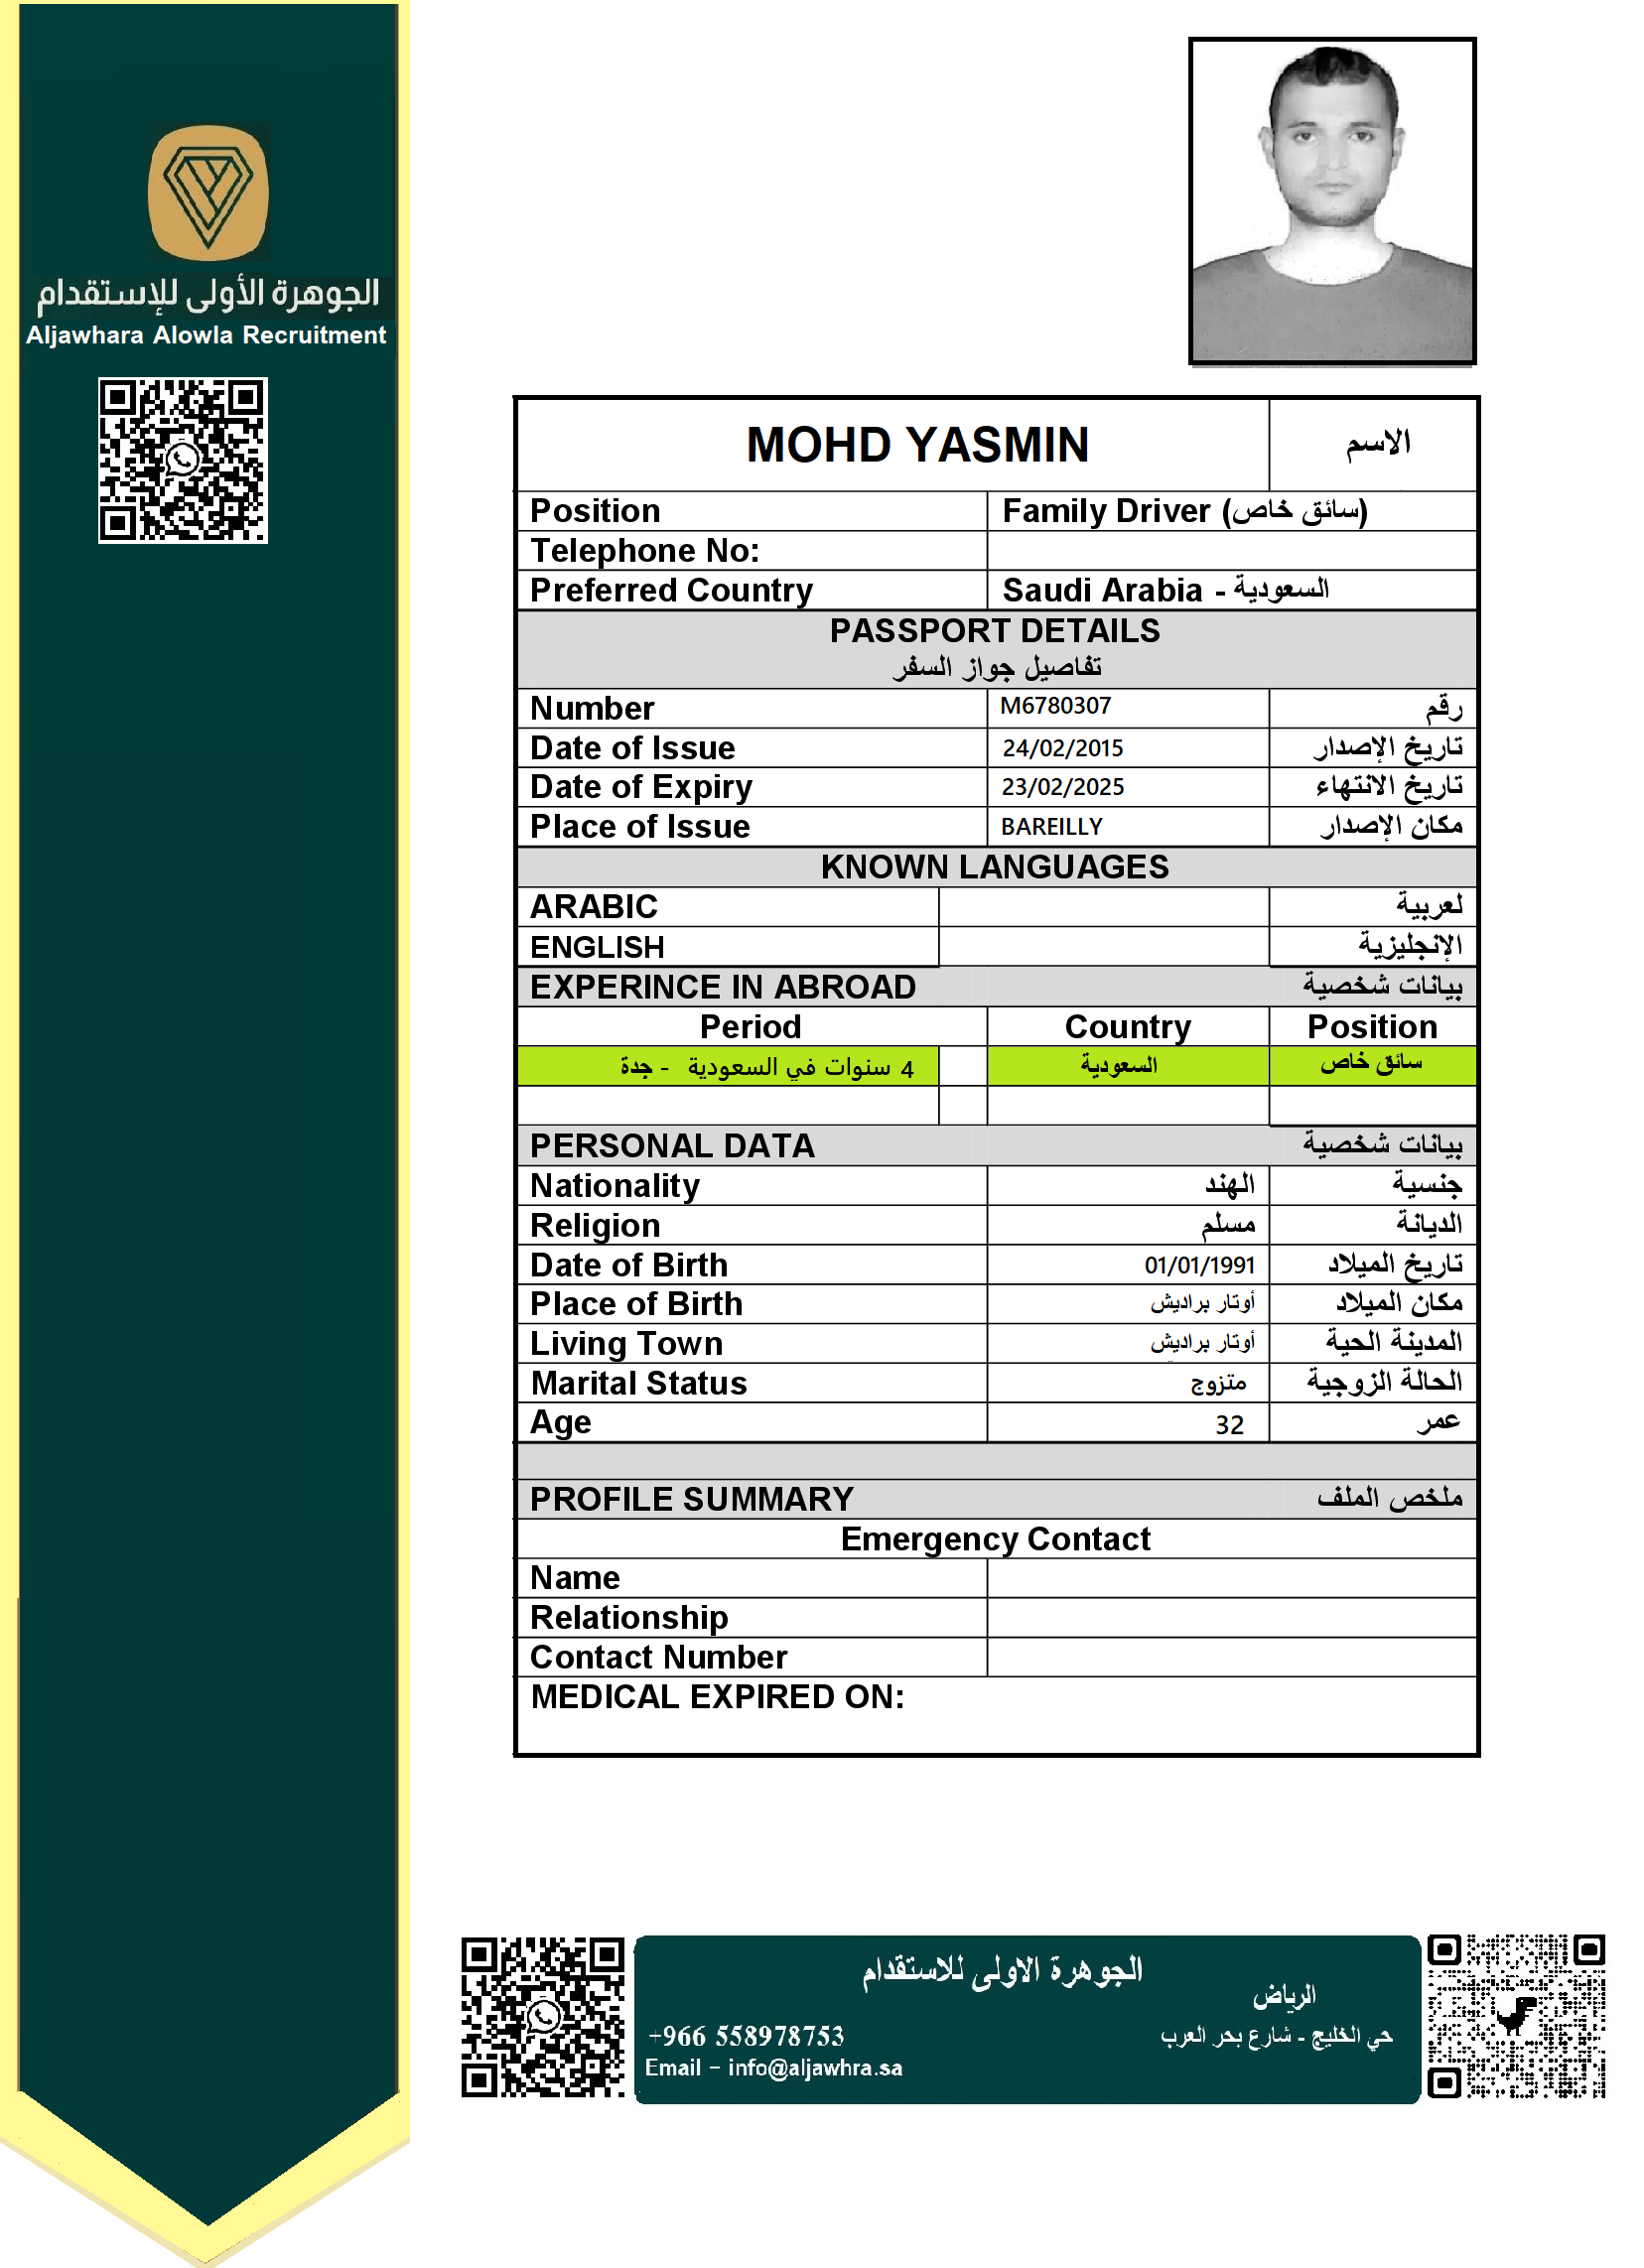 الجوهرة الأولى للإستقدام
Aljawhara Alowla Recruitment
MOHD YASMIN الاسم
Position Family Driver (سائق خاص)
Telephone No:
Preferred Country Saudi Arabia - السعودية
PASSPORT DETAILS
تفاصيل جواز السفر
Number M6780307 رقم
Date of Issue 24/02/2015 تاريخ الإصدار
Date of Expiry 23/02/2025 تاريخ الانتهاء
Place of Issue BAREILLY مكان الإصدار
KNOWN LANGUAGES
ARABIC لعربية
ENGLISH الإنجليزية
EXPERINCE IN ABROAD بيانات شخصية
Period Country Position
4 سنوات في السعودية - جدة السعودية سائق خاص
PERSONAL DATA بيانات شخصية
Nationality الهند جنسية
Religion مسلم الديانة
Date of Birth 01/01/1991 تاريخ الميلاد
Place of Birth أوتار براديش مكان الميلاد
Living Town أوتار براديش المدينة الحية
Marital Status متزوج الحالة الزوجية
Age 32 عمر
PROFILE SUMMARY ملخص الملف
Emergency Contact
Name
Relationship
Contact Number
MEDICAL EXPIRED ON:
الجوهرة الاولى للاستقدام
الرياض
+966 558978753 حي الخليج - شارع بحر العرب
Email - info@aljawhra.sa